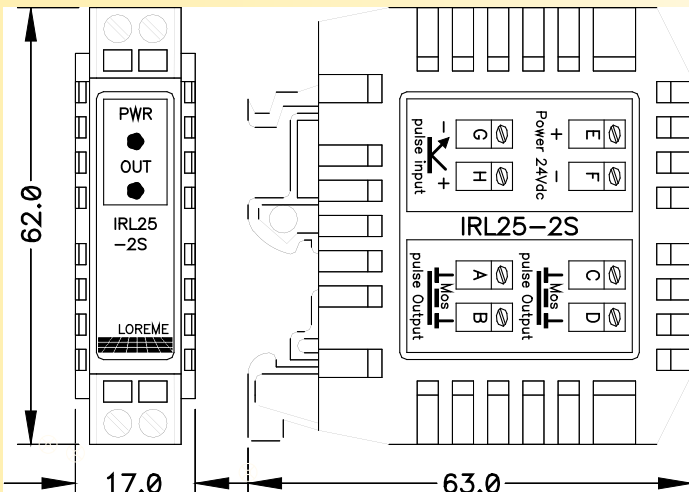 62.0
PWR
OUT
IRL25
-2S
LOREME
17.0
- +
pulse input
G
H
Power 24Vdc
+ -
E
F
IRL25-2S
pulse Output
Mos
A
B
pulse Output
Mos
C
D
63.0